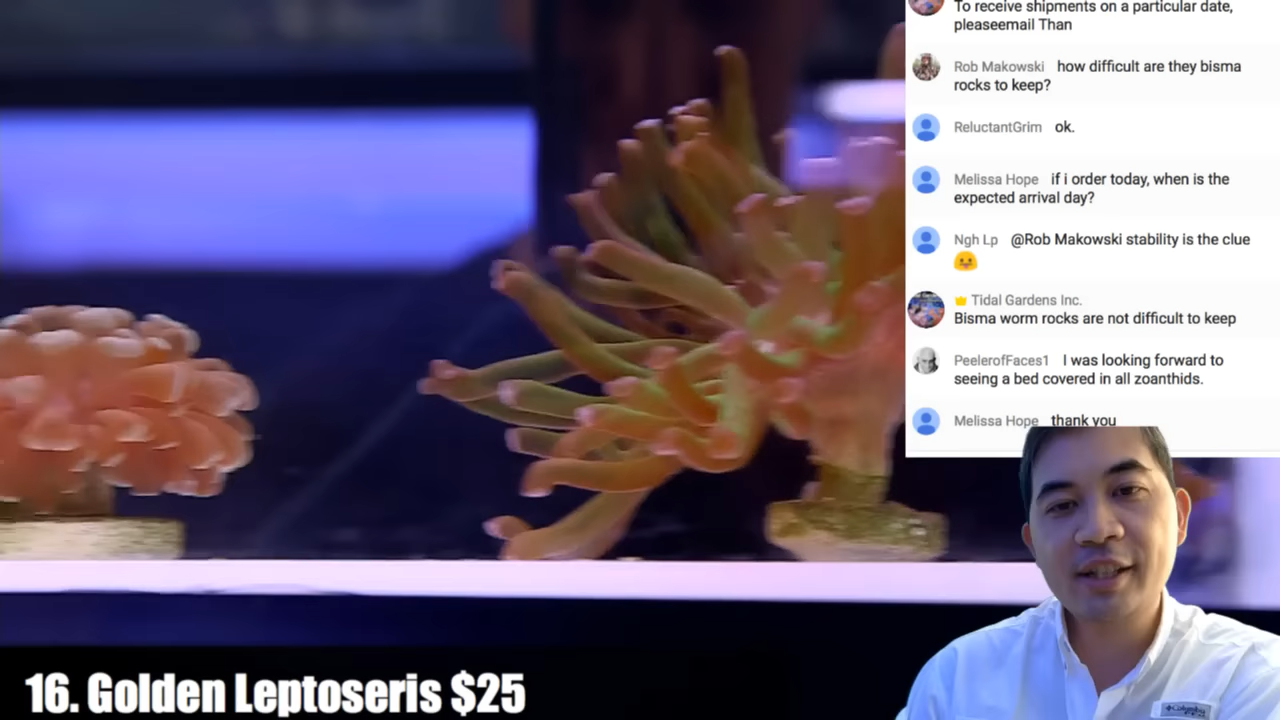 To receive shipments on a particular date,
pleaseemail Than
Rob Makowski how difficult are they bisma
rocks to keep?
ReluctantGrim ok.
Melissa Hope if i order today, when is the
expected arrival day?
Ngh Lp @Rob Makowski stability is the clue
Tidal Gardens Inc.
Bisma worm rocks are not difficult to keep
PeelerofFaces1 I was looking forward to
seeing a bed covered in all zoanthids.
Melissa Hope thank you
16. Golden Leptoseris $25
Columbia